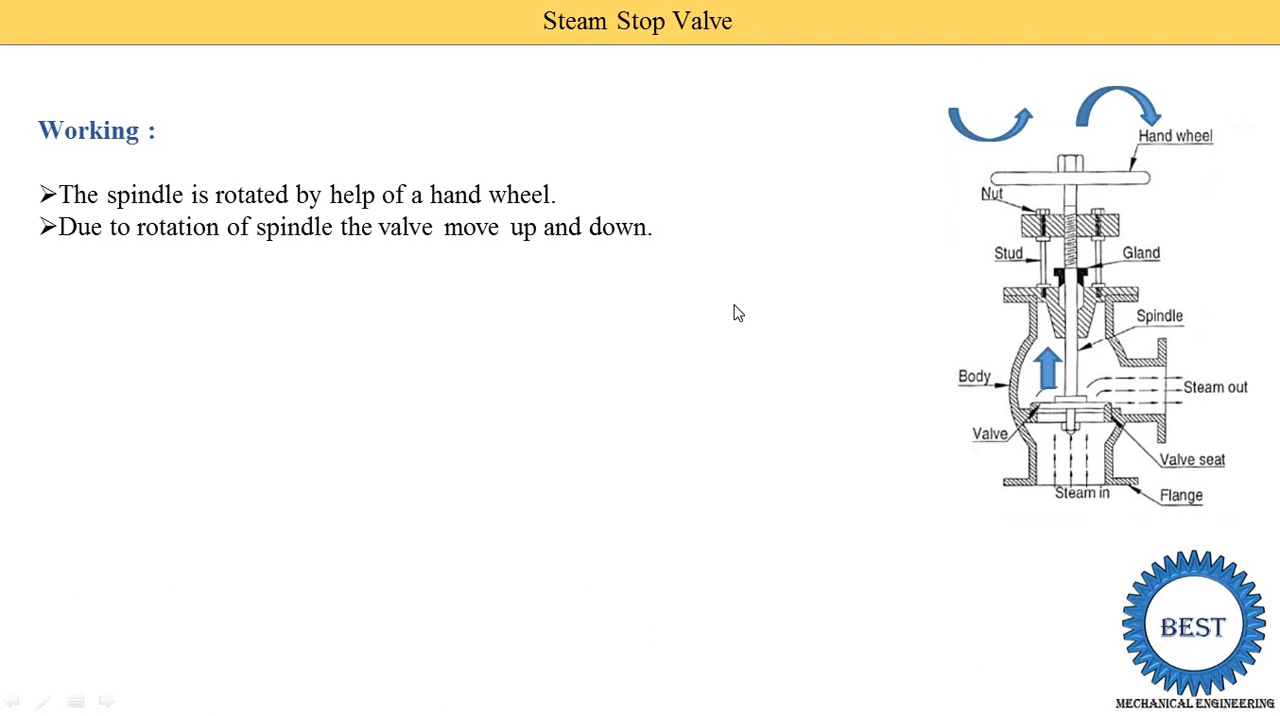 Steam Stop Valve
Working :
➢The spindle is rotated by help of a hand wheel.
➢Due to rotation of spindle the valve move up and down.
Hand wheel
Nut
Stud
Gland
Spindle
Body
Steam out
Valve
Valve seat
Steam in
Flange
BEST
MECHANICAL ENGINEERING